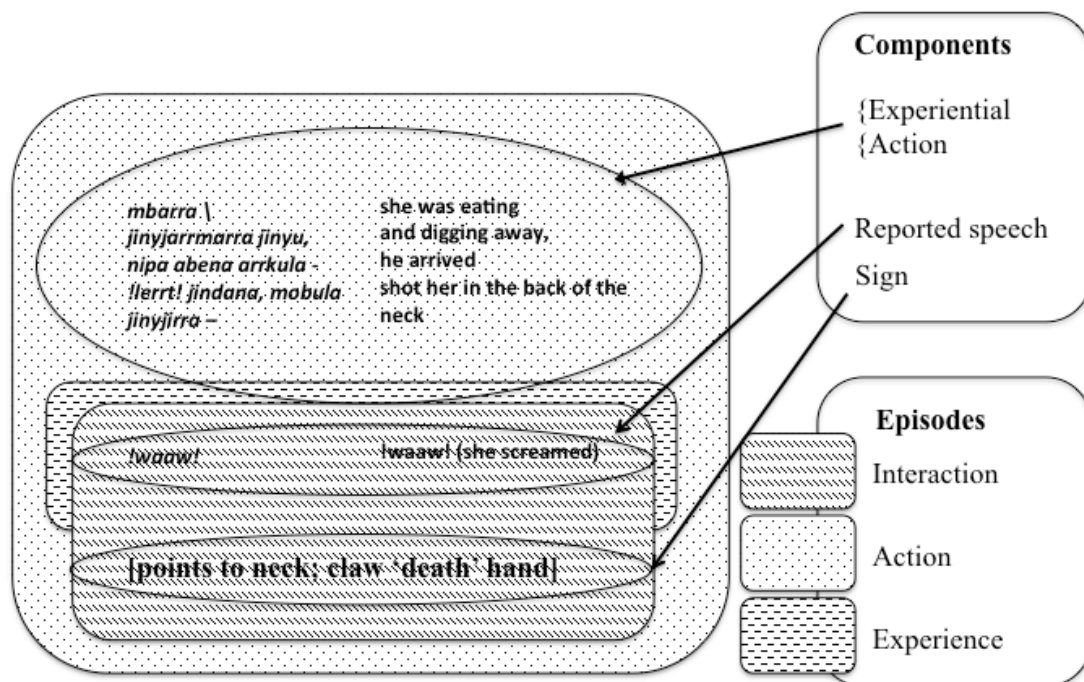 mbarra \
jinyjarrmarra jinyu,
nipa abena arrkula -
!lerrt! jindana, mobula
jinyjirra –
she was eating
and digging away,
he arrived
shot her in the back of the
neck
!waaw!
!waaw! (she screamed)
[points to neck; claw ‘death’ hand]
Components
{Experiential
{Action
Reported speech
Sign
Episodes
Interaction
Action
Experience